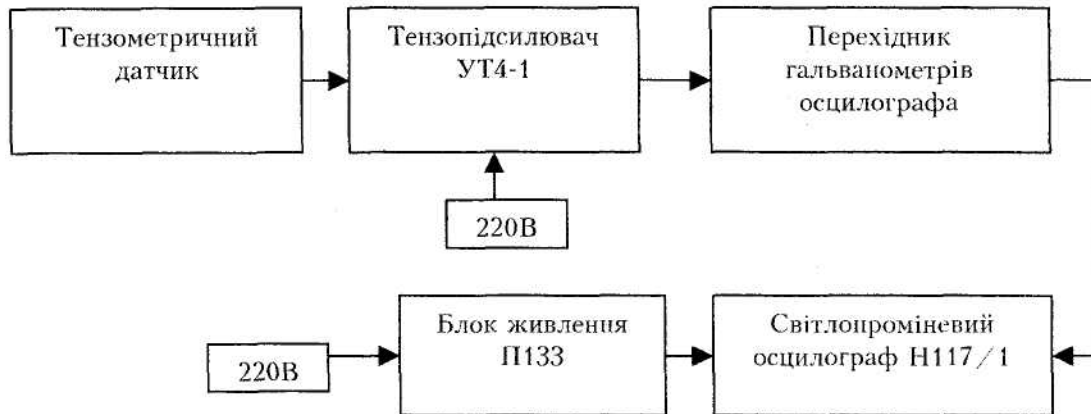 Тензометричний
датчик
Тензопідсилювач
УТ4-1
Перехідник
гальванометрів
осцилографа
220В
Блок живлення
П133
Світлопроміневий
осцилограф Н117/1
220В